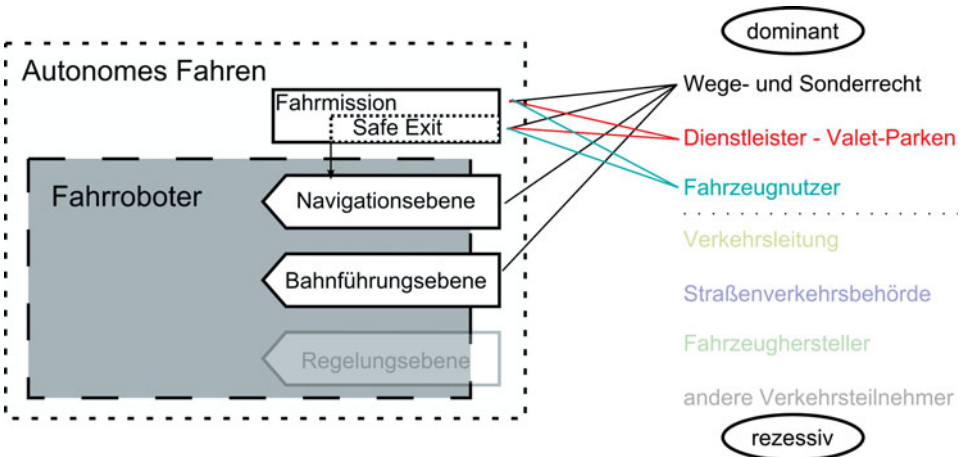 Autonomes Fahren
Fahrmission
Safe Exit
Fahrroboter
Navigationsebene
Bahnführungsebene
Regelungsebene
dominant
Wege- und Sonderrecht
Dienstleister - Valet-Parken
Fahrzeugnutzer
Verkehrsleitung
Straßenverkehrsbehörde
Fahrzeughersteller
andere Verkehrsteilnehmer
rezessiv